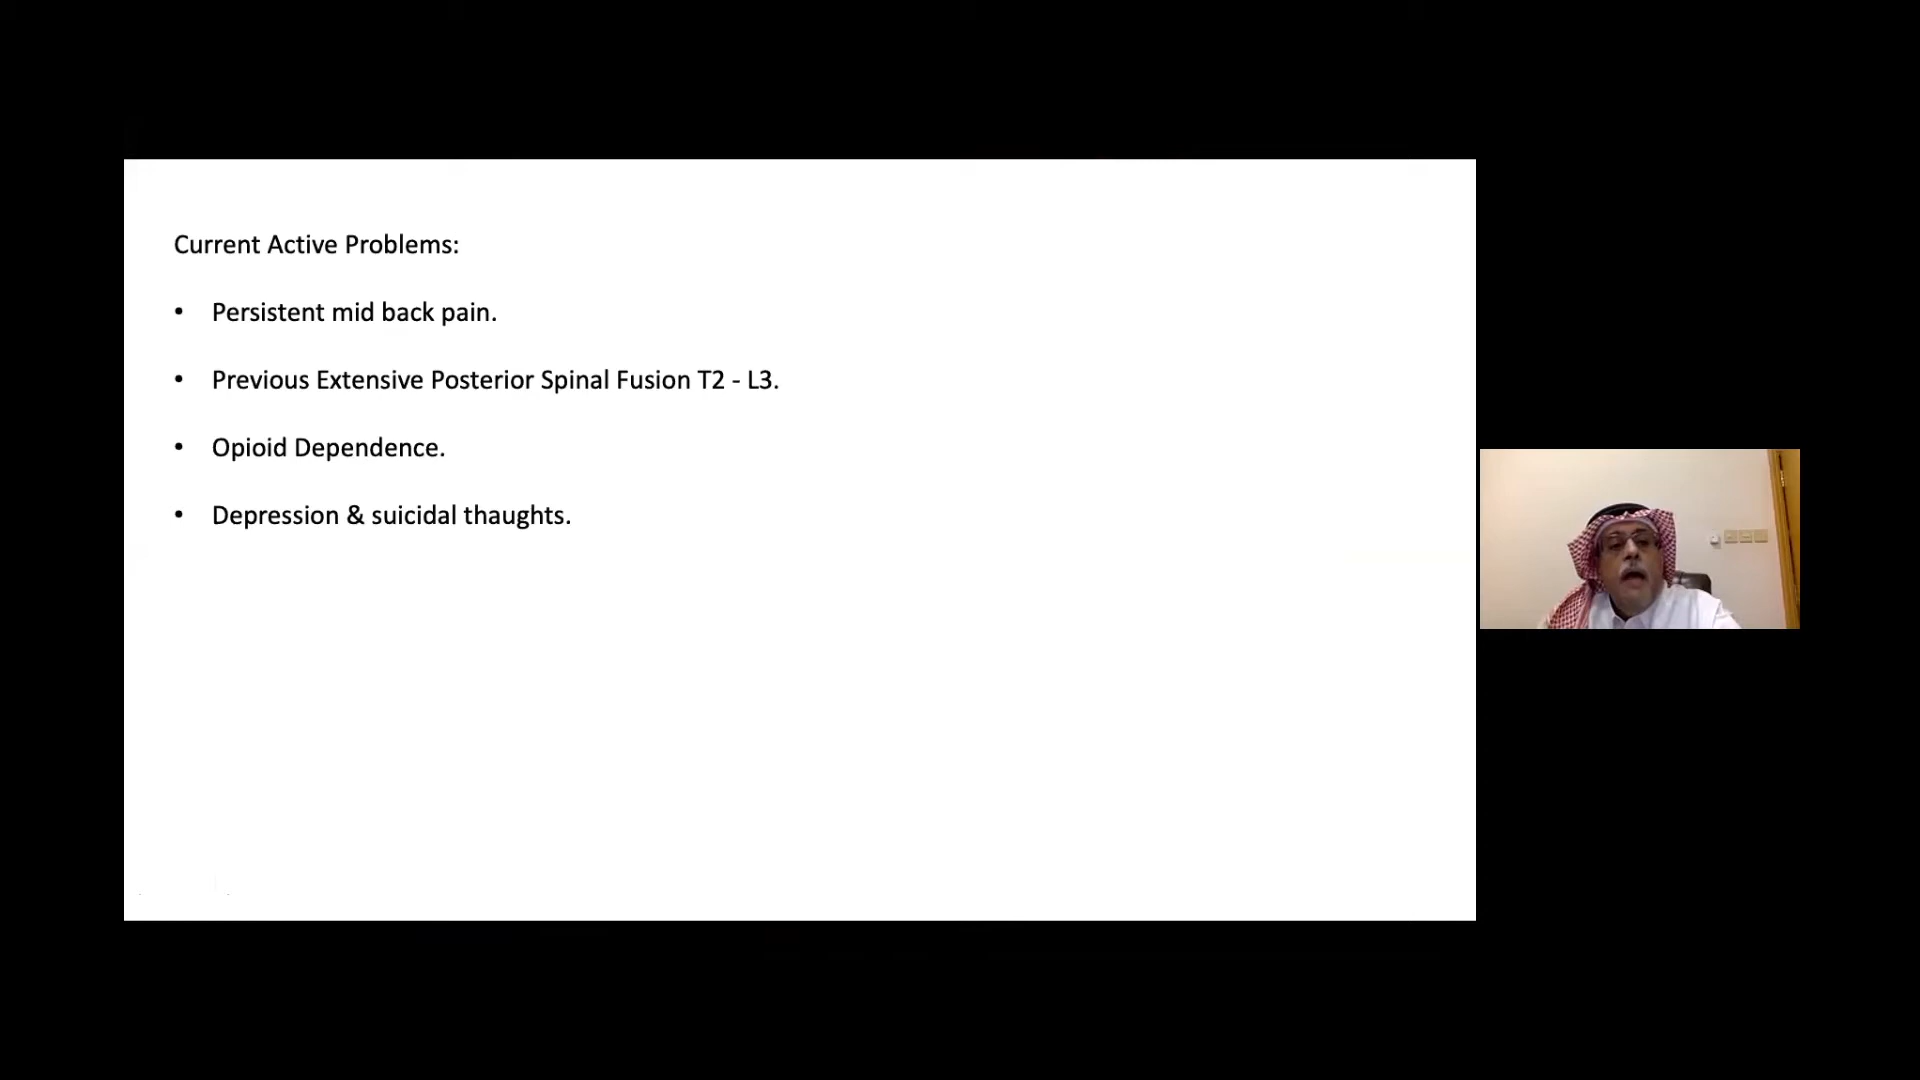 Current Active Problems:
• Persistent mid back pain.
• Previous Extensive Posterior Spinal Fusion T2 - L3.
• Opioid Dependence.
• Depression & suicidal thaughts.